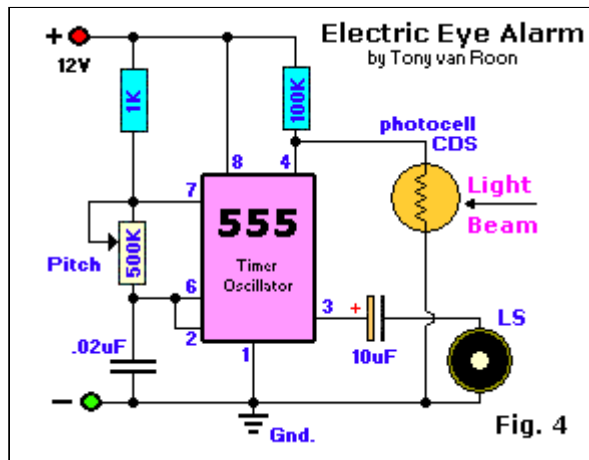 Electric Eye Alarm
by Tony van Roon
+
12V
1K
100K
photocell
CDS
8
4
Light
Beam
7
555
Timer
Oscillator
Pitch
500K
6
2
3
+
LS
.02uF
1
10uF
−
Gnd.
Fig. 4